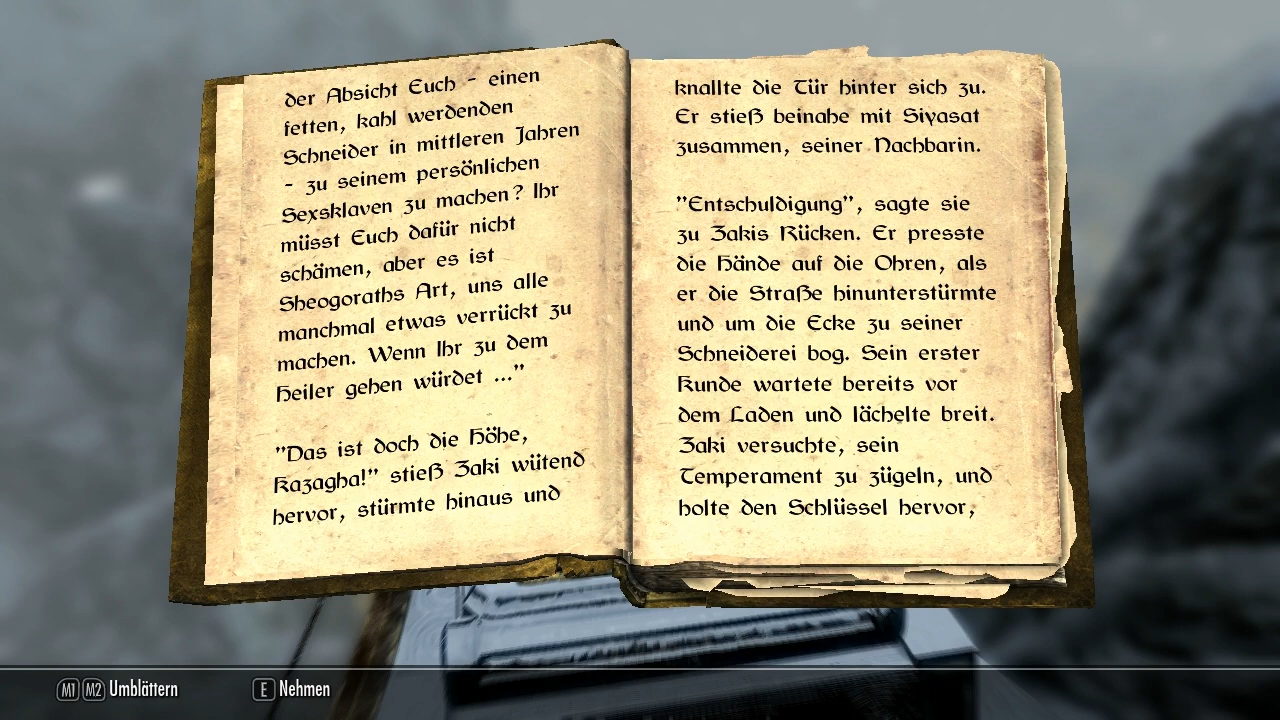 der Absicht Euch - einen
fetten, kahl werdenden
Schneider in mittleren Jahren
- zu seinem persönlichen
Sexsklaven zu machen? Ihr
müsst Euch dafür nicht
schämen, aber es ist
Sheogoraths Art, uns alle
manchmal etwas verrückt zu
machen. Wenn Ihr zu dem
Heiler gehen würdet ..."

"Das ist doch die Höhe,
Kazagha!" stieß Zaki wütend
hervor, stürmte hinaus und
knallte die Tür hinter sich zu.
Er stieß beinahe mit Siyasat
zusammen, seiner Nachbarin.

"Entschuldigung", sagte sie
zu Zakis Rücken. Er presste
die Hände auf die Ohren, als
er die Straße hinunterstürmte
und um die Ecke zu seiner
Schneiderei bog. Sein erster
Kunde wartete bereits vor
dem Laden und lächelte breit.
Zaki versuchte, sein
Temperament zu zügeln, und
holte den Schlüssel hervor,
M1 M2 Umblättern
E Nehmen